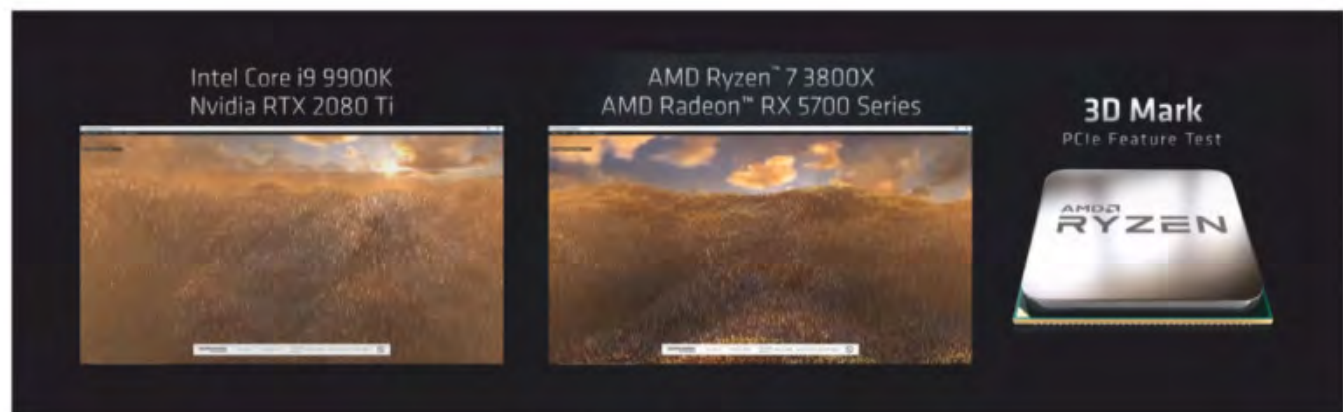 Intel Core i9 9900K
Nvidia RTX 2080 Ti
AMD Ryzen™ 7 3800X
AMD Radeon™ RX 5700 Series
3D Mark
PCIe Feature Test
AMD
RYZEN